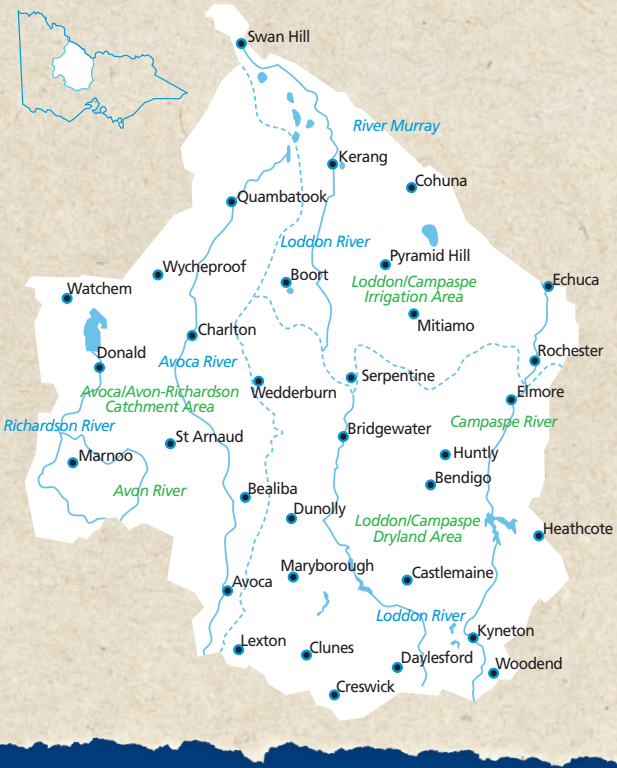 Swan Hill
River Murray
Kerang
Cohuna
Quambatook
Loddon River
Pyramid Hill
Wycheproof
Boort
Loddon/Campaspe
Irrigation Area
Echuca
Watchem
Mitiamo
Charlton
Donald
Avoca River
Rochester
Serpentine
Avoca/Avon-Richardson
Catchment Area
Wedderburn
Elmore
Richardson River
Bridgewater
Campaspe River
St Arnaud
Marnoo
Huntly
Bendigo
Avon River
Bealiba
Dunolly
Loddon/Campaspe
Dryland Area
Heathcote
Maryborough
Castlemaine
Avoca
Loddon River
Kyneton
Lexton
Clunes
Daylesford
Woodend
Creswick